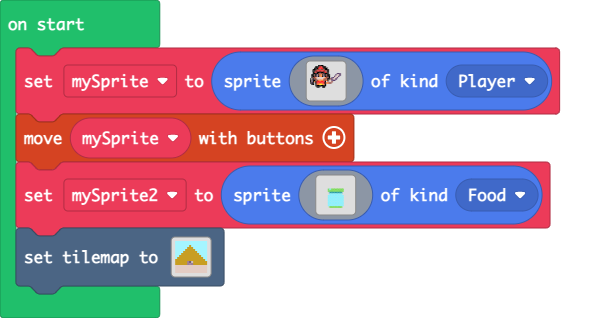 on start
set mySprite to sprite of kind Player
move mySprite with buttons
set mySprite2 to sprite of kind Food
set tilemap to